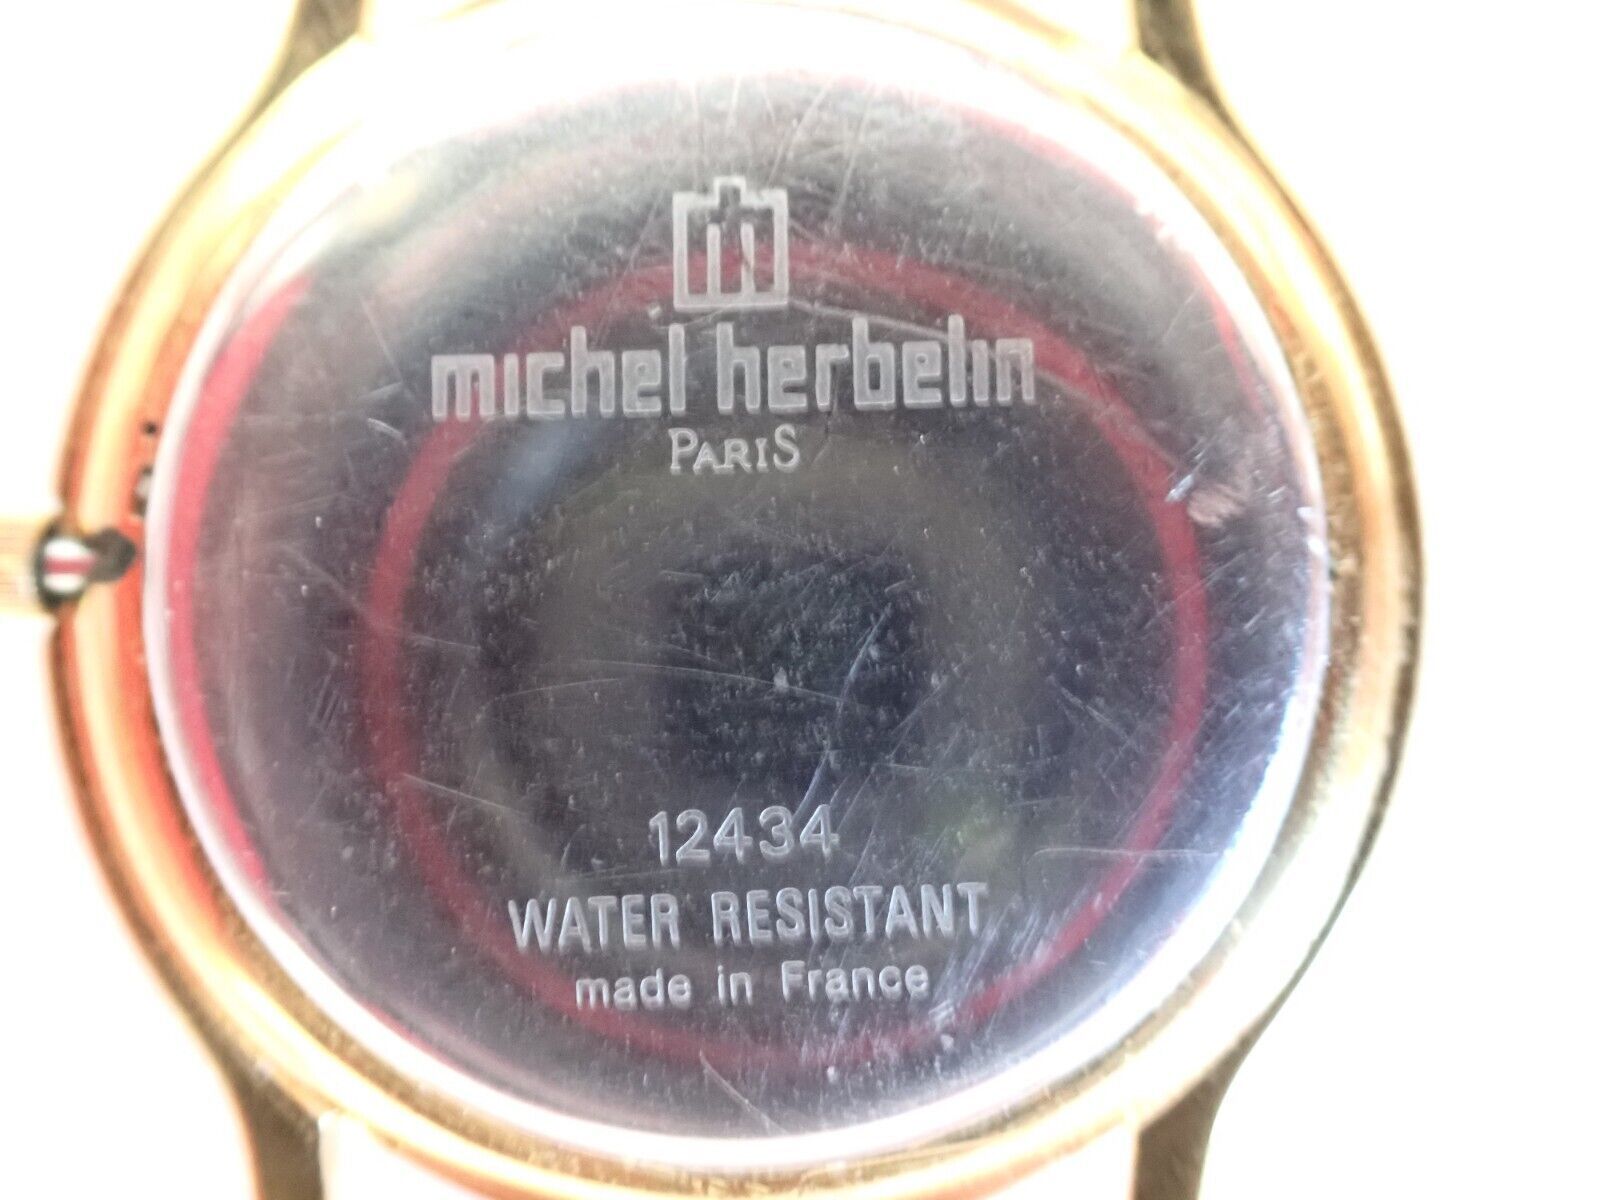 michel herbelin
PARIS
12434
WATER RESISTANT
made in France